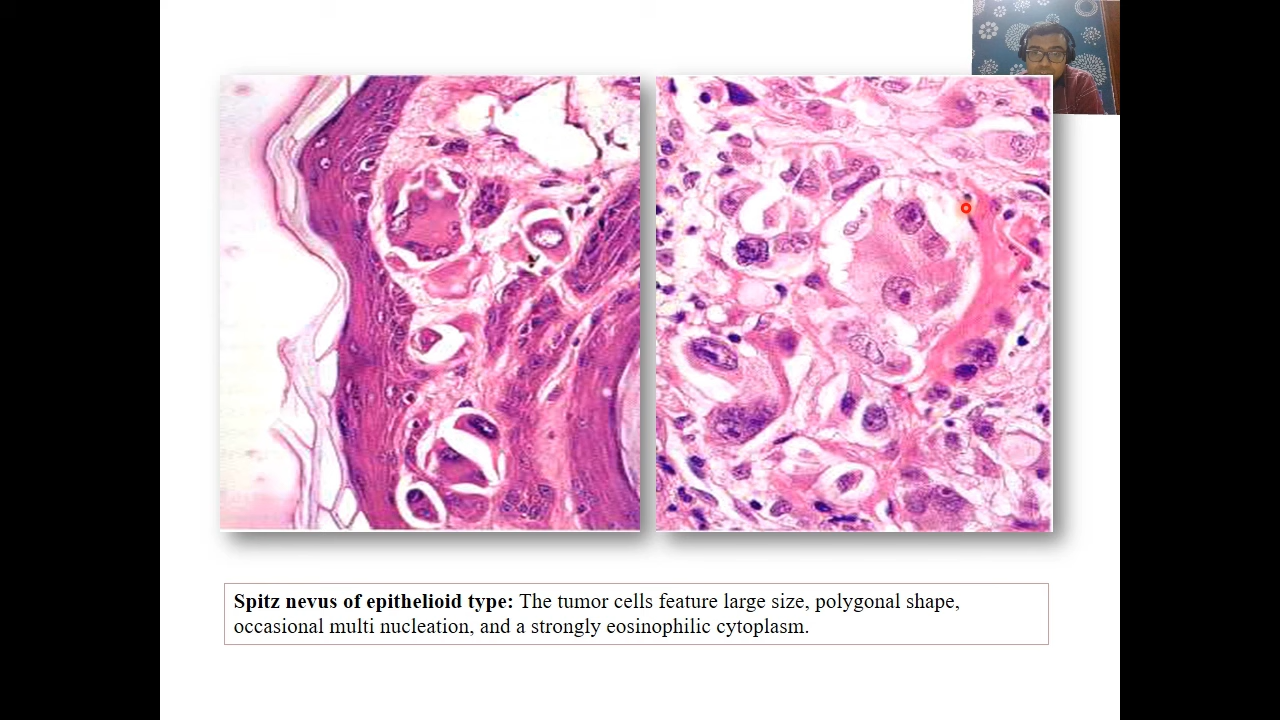 Spitz nevus of epithelioid type: The tumor cells feature large size, polygonal shape,
occasional multi nucleation, and a strongly eosinophilic cytoplasm.